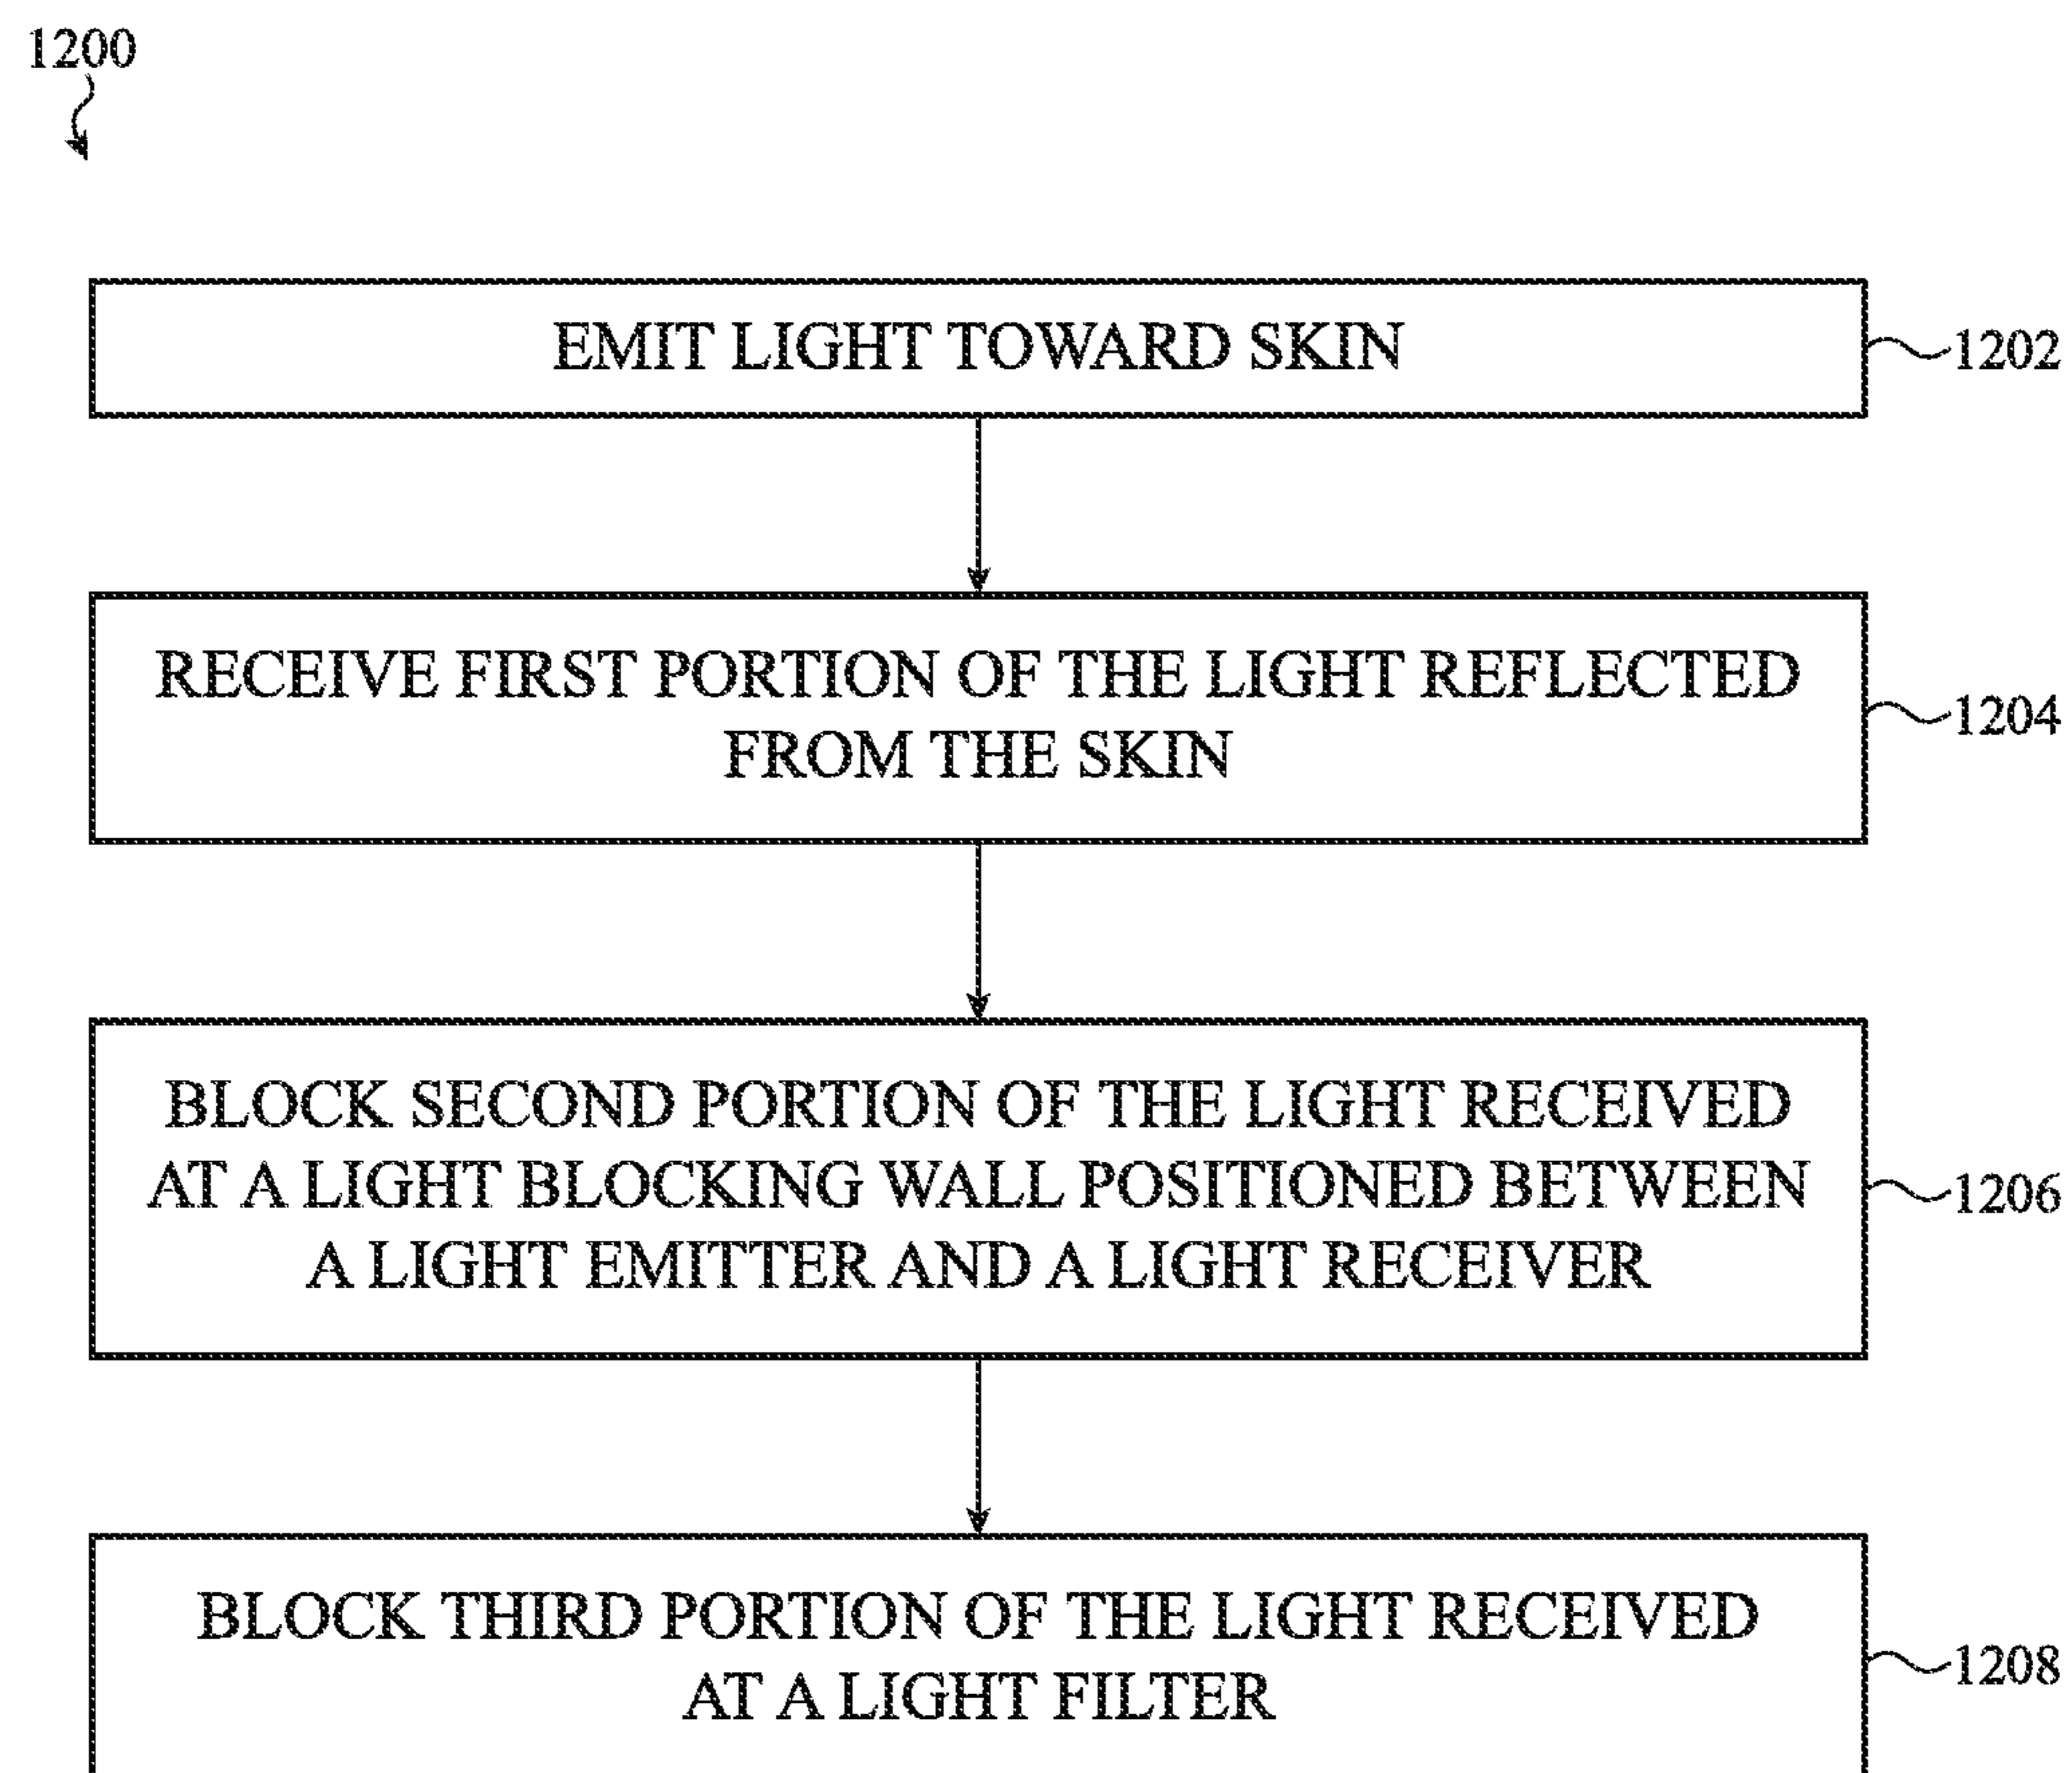 1200
EMIT LIGHT TOWARD SKIN
1202
RECEIVE FIRST PORTION OF THE LIGHT REFLECTED
FROM THE SKIN
1204
BLOCK SECOND PORTION OF THE LIGHT RECEIVED
AT A LIGHT BLOCKING WALL POSITIONED BETWEEN
A LIGHT EMITTER AND A LIGHT RECEIVER
1206
BLOCK THIRD PORTION OF THE LIGHT RECEIVED
AT A LIGHT FILTER
1208